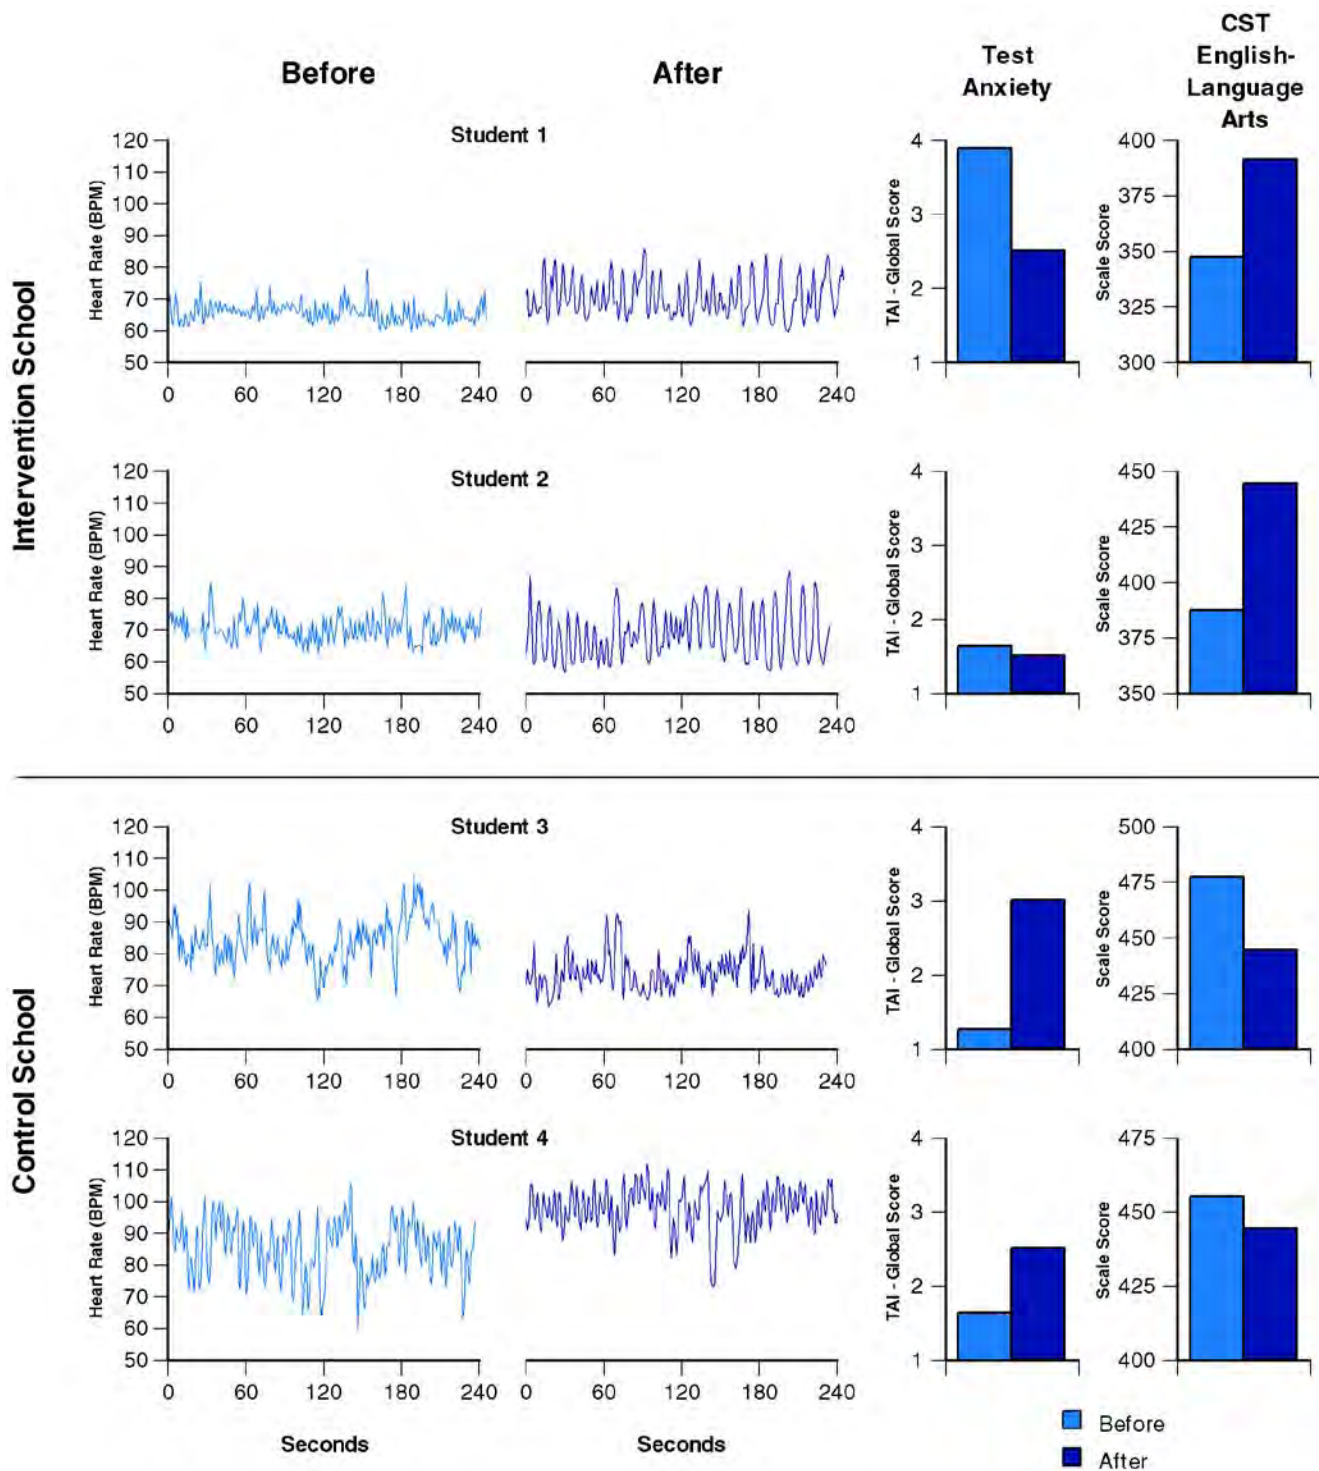 Before
After
Test
Anxiety
CST
English-
Language
Arts
Intervention School
Student 1
Heart Rate (BPM)
120
110
100
90
80
70
60
50
0 60 120 180 240
0 60 120 180 240
TAI - Global Score
4
3
2
1
Scale Score
400
375
350
325
300
Student 2
Heart Rate (BPM)
120
110
100
90
80
70
60
50
0 60 120 180 240
0 60 120 180 240
TAI - Global Score
4
3
2
1
Scale Score
450
425
400
375
350
Control School
Student 3
Heart Rate (BPM)
120
110
100
90
80
70
60
50
0 60 120 180 240
0 60 120 180 240
TAI - Global Score
4
3
2
1
Scale Score
500
475
450
425
400
Student 4
Heart Rate (BPM)
120
110
100
90
80
70
60
50
0 60 120 180 240
0 60 120 180 240
TAI - Global Score
4
3
2
1
Scale Score
475
450
425
400
Seconds
Seconds
Before
After